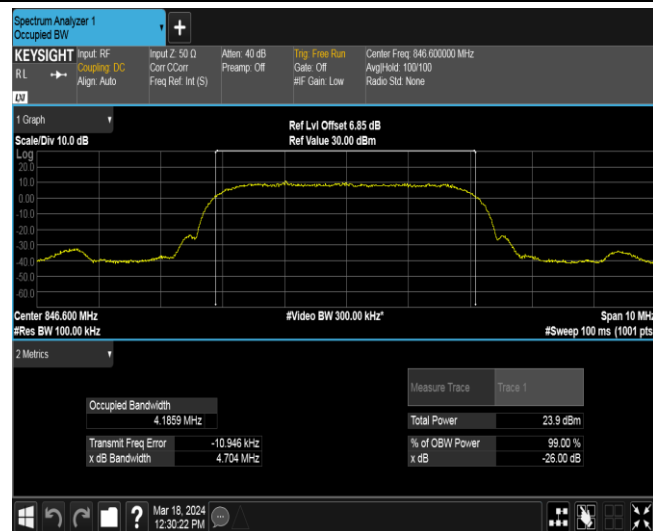 Spectrum Analyzer 1
Occupied BW
+
KEYSIGHT Input: RF Input Z: 50 Ω Atten: 40 dB Trig: Free Run Center Freq: 846.600000 MHz
RL Coupling: DC Corr CCorr Preamp: Off Gate: Off Avg|Hold: 100/100
Align: Auto Freq Ref: Int (S) #IF Gain: Low Radio Std: None
LXI
1 Graph Ref Lvl Offset 6.85 dB
Scale/Div 10.0 dB Ref Value 30.00 dBm
Log
20.0
10.0
0.00
-10.0
-20.0
-30.0
-40.0
-50.0
-60.0
Center 846.600 MHz #Video BW 300.00 kHz* Span 10 MHz
#Res BW 100.00 kHz #Sweep 100 ms (1001 pts
2 Metrics
Measure Trace Trace 1
Occupied Bandwidth
4.1859 MHz Total Power 23.9 dBm
Transmit Freq Error -10.946 kHz % of OBW Power 99.00 %
x dB Bandwidth 4.704 MHz x dB -26.00 dB
? Mar 18, 2024
12:30:22 PM